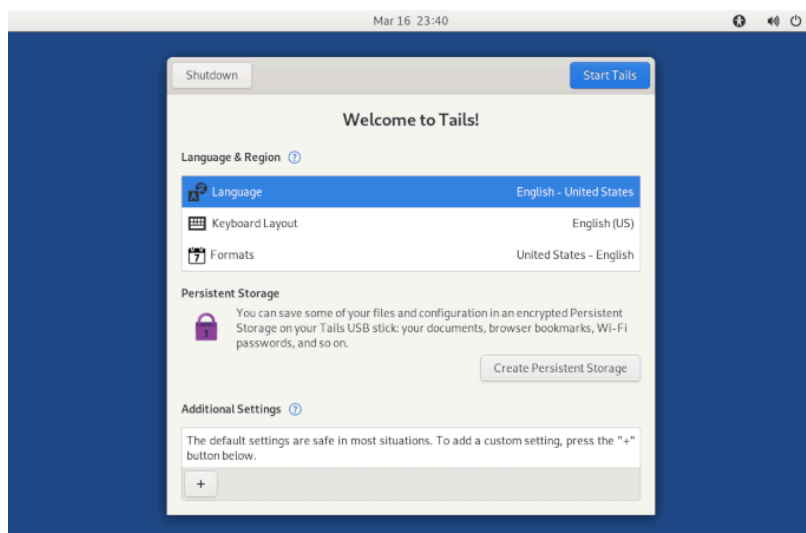 Mar 16 23:40
Shutdown
Start Tails
Welcome to Tails!
Language & Region ?
Language English - United States
Keyboard Layout English (US)
Formats United States - English
Persistent Storage
You can save some of your files and configuration in an encrypted Persistent
Storage on your Tails USB stick: your documents, browser bookmarks, Wi-Fi
passwords, and so on.
Create Persistent Storage
Additional Settings ?
The default settings are safe in most situations. To add a custom setting, press the "+"
button below.
+